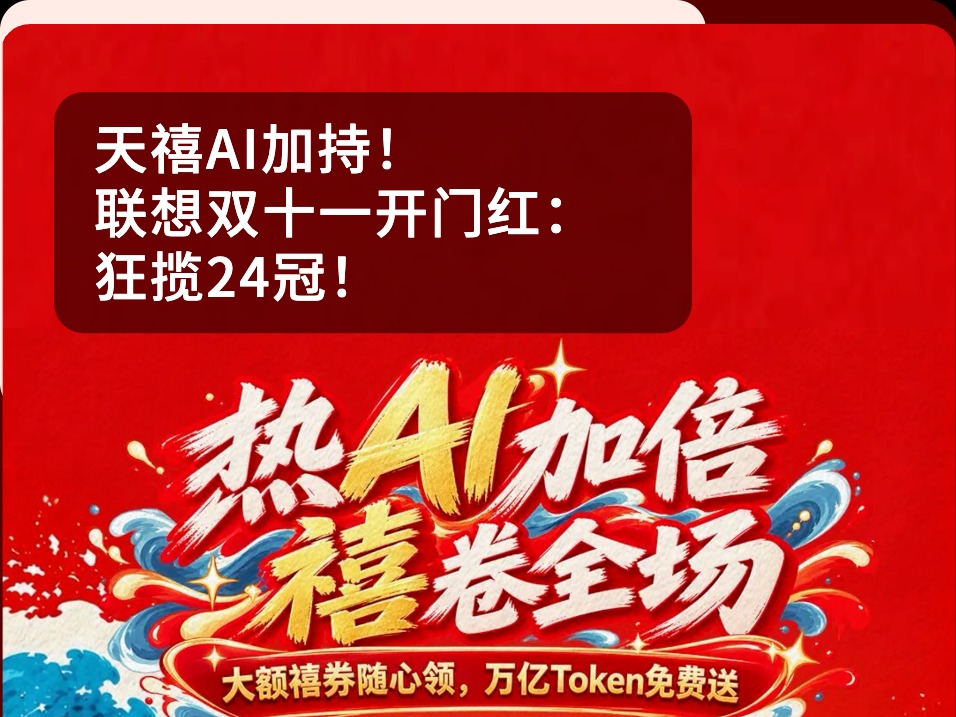 天禧AI加持！
联想双十一开门红：
狂揽24冠！
热AI加倍
禧卷全场
大额禧券随心领，万亿Token免费送